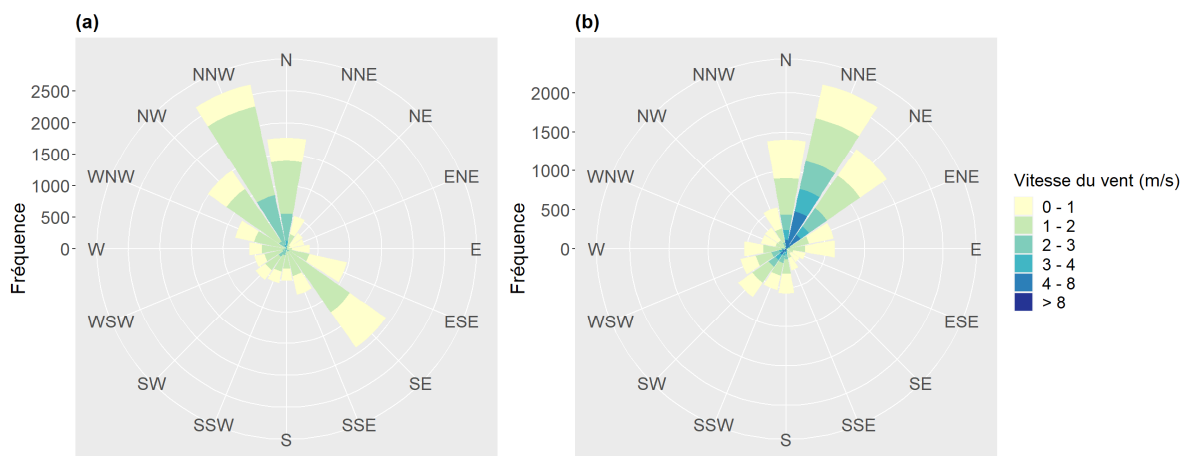 (a)
N
NNE
NE
ENE
E
ESE
SE
SSE
S
SSW
SW
WSW
W
WNW
NW
NNW
2500
2000
1500
1000
500
0
Fréquence
(b)
N
NNE
NE
ENE
E
ESE
SE
SSE
S
SSW
SW
WSW
W
WNW
NW
NNW
2000
1500
1000
500
0
Fréquence
Vitesse du vent (m/s)
0 - 1
1 - 2
2 - 3
3 - 4
4 - 8
> 8